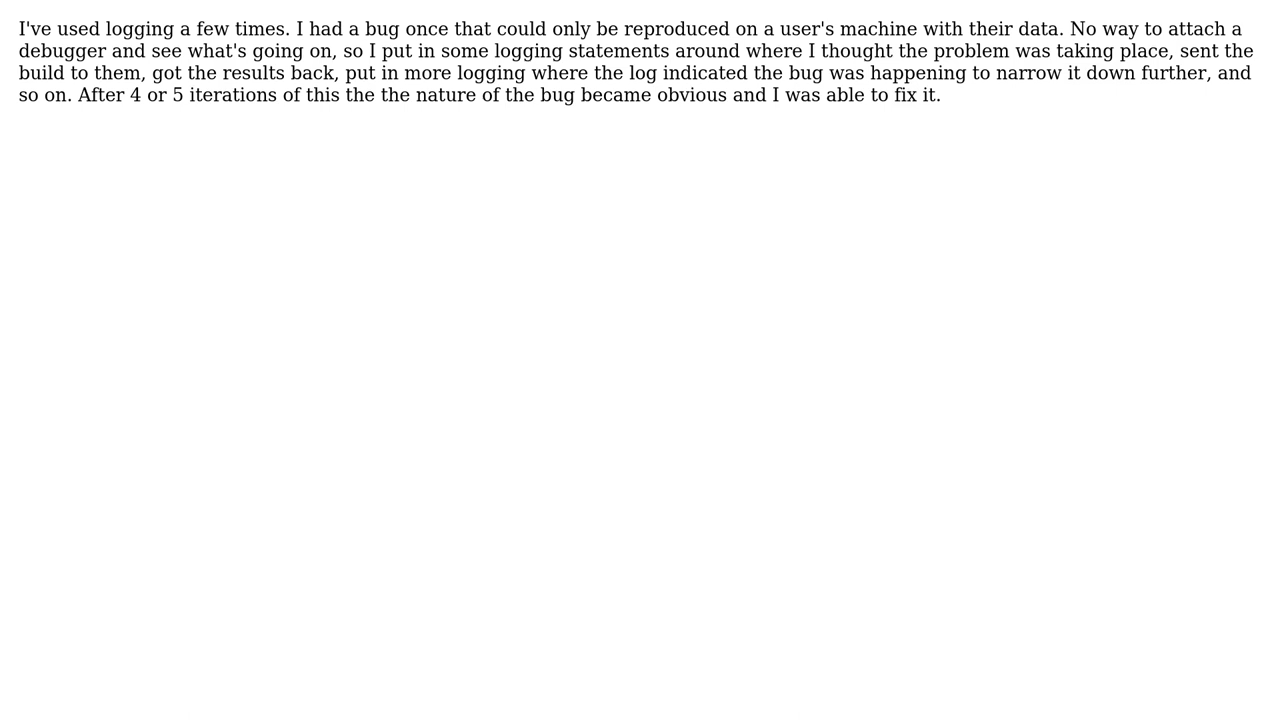 I've used logging a few times. I had a bug once that could only be reproduced on a user's machine with their data. No way to attach a
debugger and see what's going on, so I put in some logging statements around where I thought the problem was taking place, sent the
build to them, got the results back, put in more logging where the log indicated the bug was happening to narrow it down further, and
so on. After 4 or 5 iterations of this the the nature of the bug became obvious and I was able to fix it.